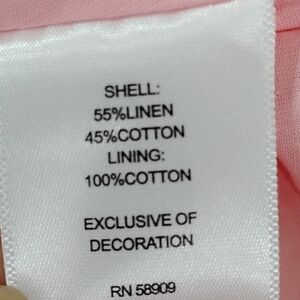 SHELL:
55%LINEN
45%COTTON
LINING:
100%COTTON
EXCLUSIVE OF
DECORATION
RN 58909